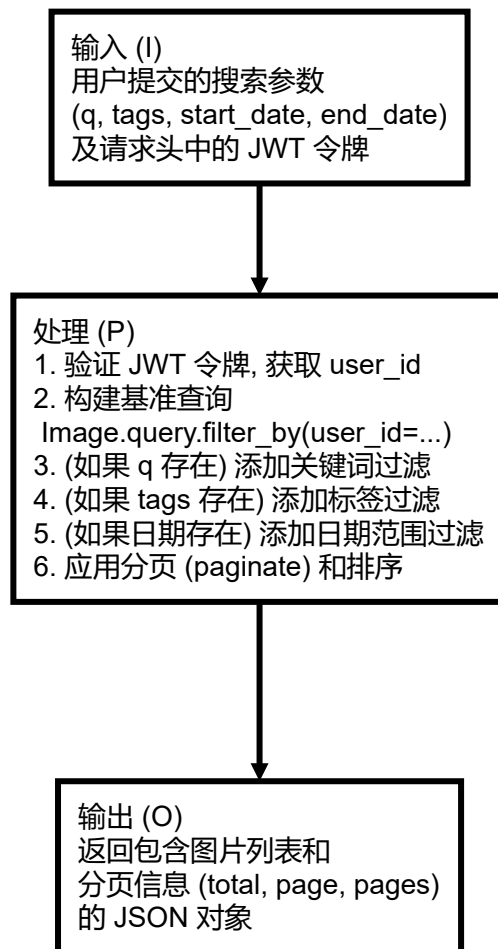 输入 (I)
用户提交的搜索参数
(q, tags, start_date, end_date)
及请求头中的 JWT 令牌
处理 (P)
1. 验证 JWT 令牌, 获取 user_id
2. 构建基准查询
Image.query.filter_by(user_id=...)
3. (如果 q 存在) 添加关键词过滤
4. (如果 tags 存在) 添加标签过滤
5. (如果日期存在) 添加日期范围过滤
6. 应用分页 (paginate) 和排序
输出 (O)
返回包含图片列表和
分页信息 (total, page, pages)
的 JSON 对象